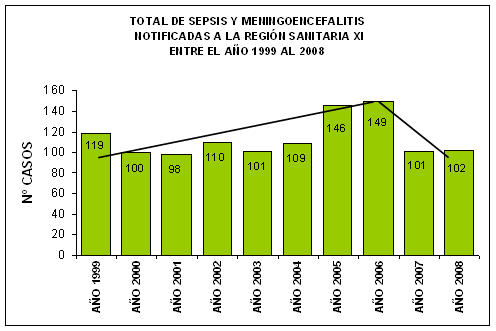 TOTAL DE SEPSIS Y MENINGOENCEFALITIS
NOTIFICADAS A LA REGIÓN SANITARIA XI
ENTRE EL AÑO 1999 AL 2008
Nº CASOS
160
140
120
100
80
60
40
20
0
119
100
98
110
101
109
146
149
101
102
AÑO 1999
AÑO 2000
AÑO 2001
AÑO 2002
AÑO 2003
AÑO 2004
AÑO 2005
AÑO 2006
AÑO 2007
AÑO 2008